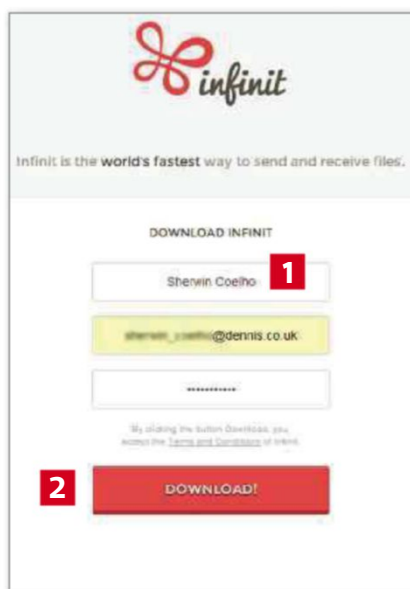 infinit
Infinit is the world's fastest way to send and receive files.
DOWNLOAD INFINIT
1
Sherwin Coelho
@dennis.co.uk
By clicking the button Download, you
accept the Terms and Conditions of Infinit.
2
DOWNLOAD!